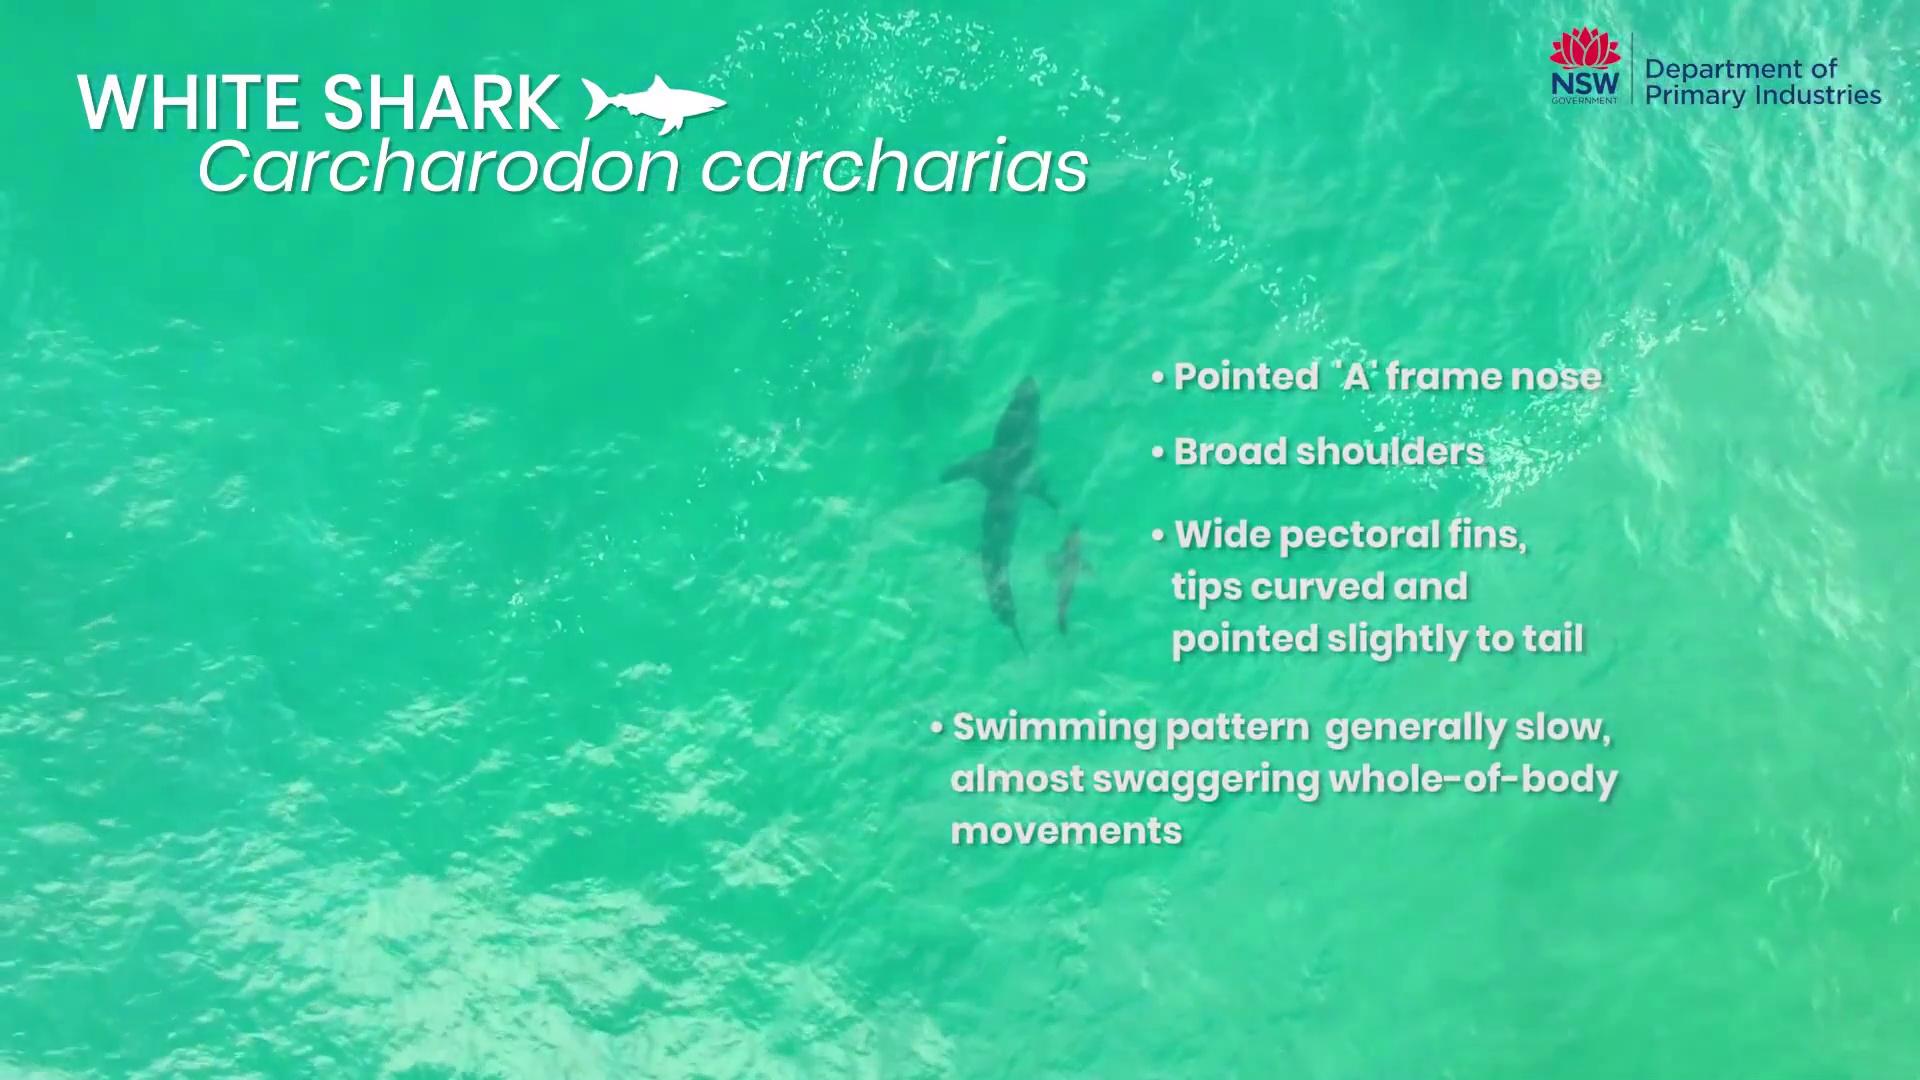 WHITE SHARK
Carcharodon carcharias
NSW
GOVERNMENT
Department of
Primary Industries
• Pointed 'A' frame nose
• Broad shoulders
• Wide pectoral fins,
tips curved and
pointed slightly to tail
• Swimming pattern generally slow,
almost swaggering whole-of-body
movements